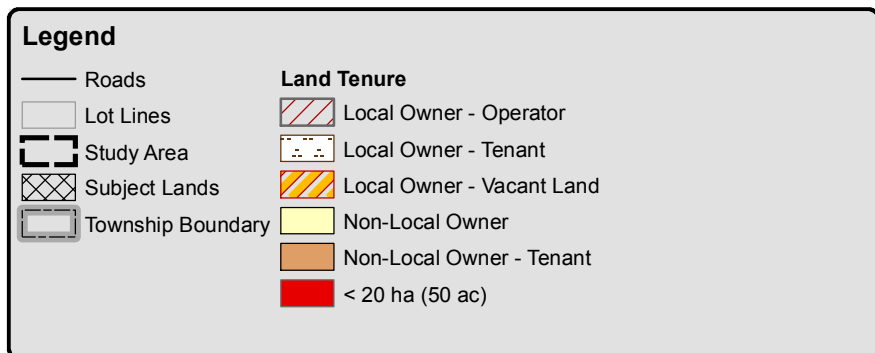 Legend
Roads
Lot Lines
Study Area
Subject Lands
Township Boundary
Land Tenure
Local Owner - Operator
Local Owner - Tenant
Local Owner - Vacant Land
Non-Local Owner
Non-Local Owner - Tenant
< 20 ha (50 ac)